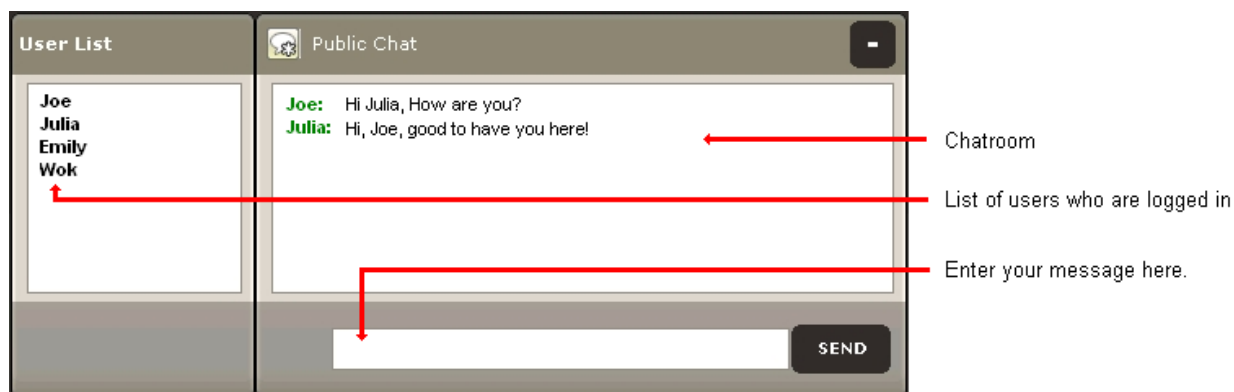 User List
Public Chat
-
Joe
Julia
Emily
Wok
Joe: Hi Julia, How are you?
Julia: Hi, Joe, good to have you here!
Chatroom
List of users who are logged in
Enter your message here.
SEND